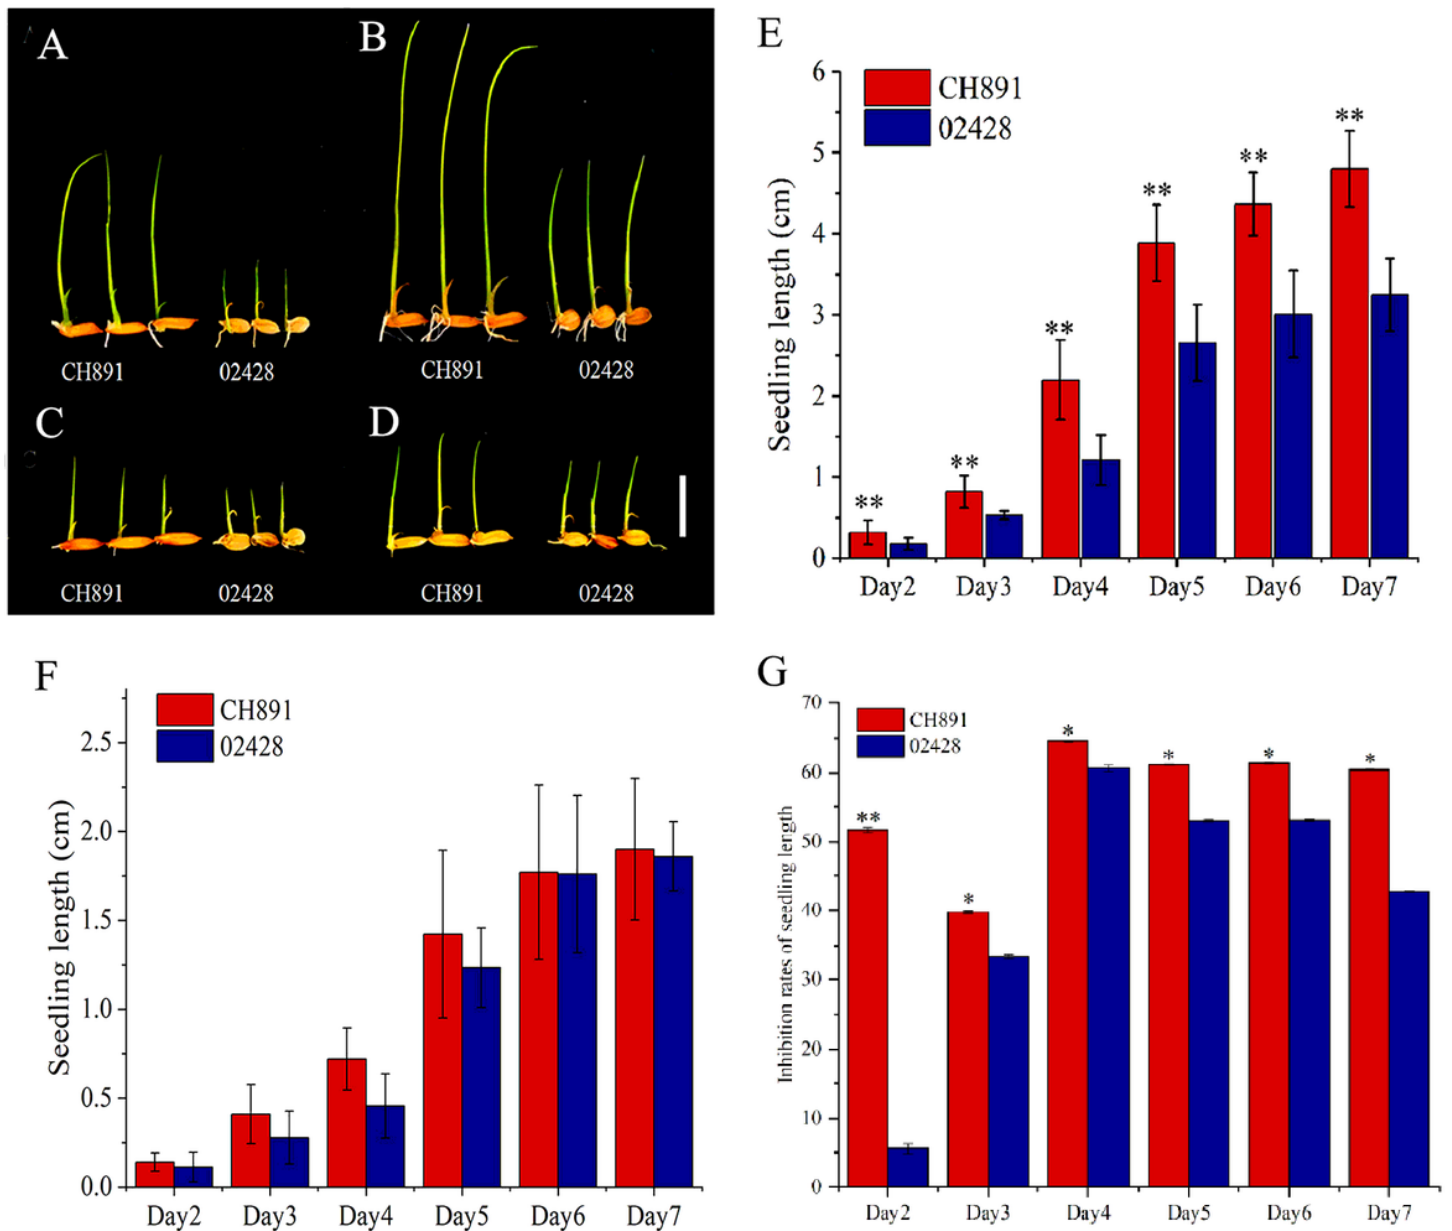 A
B
CH891
02428
CH891
02428
C
D
CH891
02428
CH891
02428
E
Seedling length (cm)
6
5
4
3
2
1
0
CH891
02428
**
**
**
**
**
**
Day2
Day3
Day4
Day5
Day6
Day7
F
Seedling length (cm)
2.5
2.0
1.5
1.0
0.5
0.0
CH891
02428
Day2
Day3
Day4
Day5
Day6
Day7
G
Inhibition rates of seedling length
70
60
50
40
30
20
10
0
CH891
02428
**
*
*
*
*
*
Day2
Day3
Day4
Day5
Day6
Day7